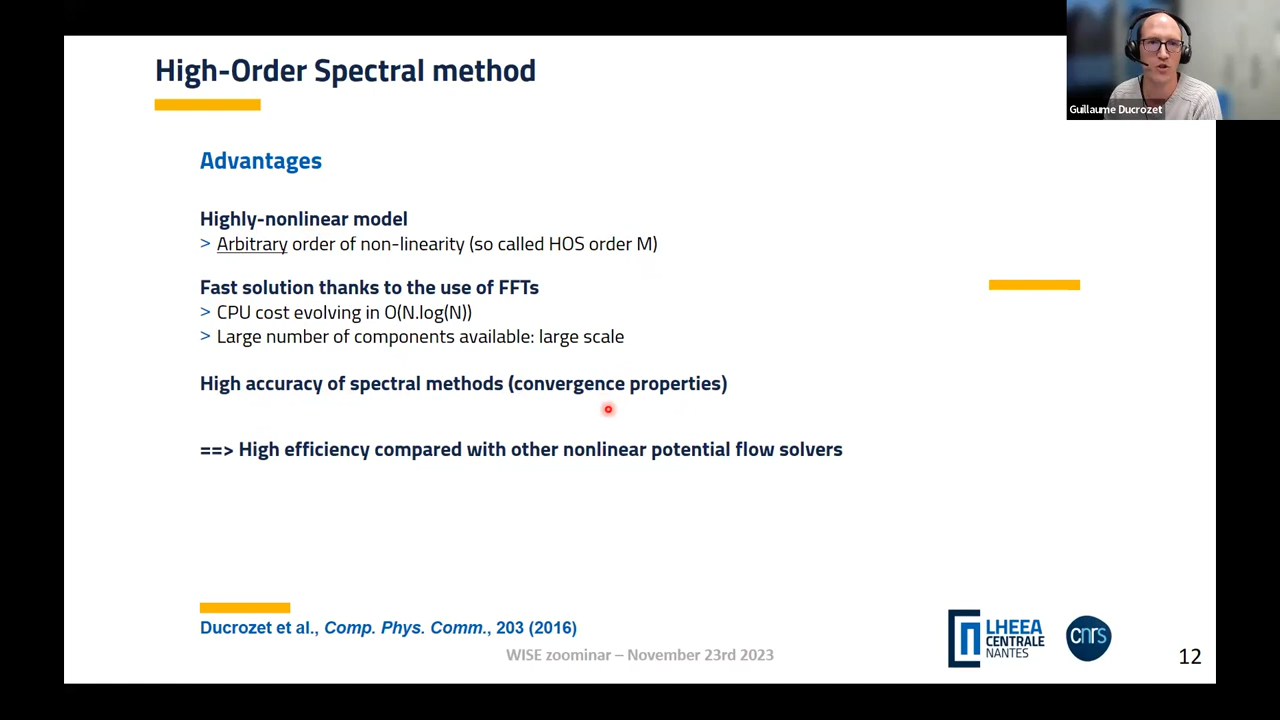 High-Order Spectral method
Guillaume Ducrozet
Advantages
Highly-nonlinear model
> Arbitrary order of non-linearity (so called HOS order M)
Fast solution thanks to the use of FFTs
> CPU cost evolving in O(N.log(N))
> Large number of components available: large scale
High accuracy of spectral methods (convergence properties)
==> High efficiency compared with other nonlinear potential flow solvers
Ducrozet et al., Comp. Phys. Comm., 203 (2016)
WISE zoominar – November 23rd 2023
LHEEA
CENTRALE
NANTES
cnrs
12